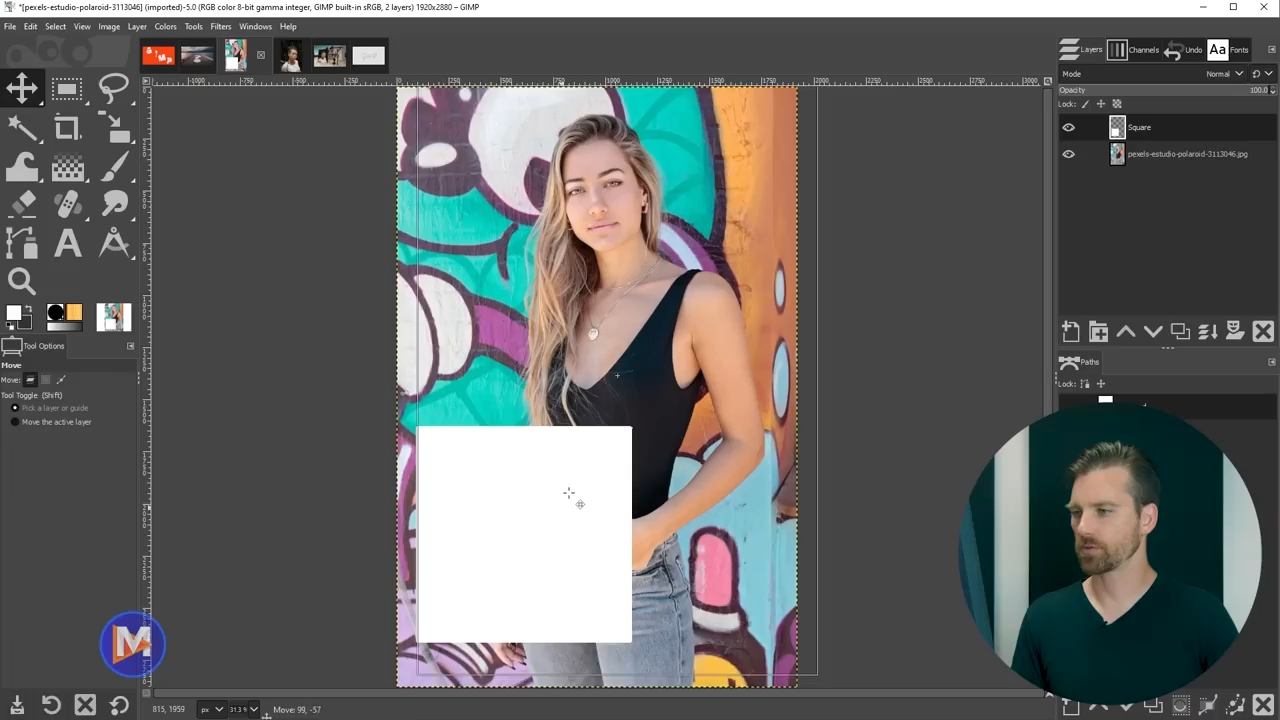 *[pexels-estudio-polaroid-3113046] (imported)-5.0 (RGB color 8-bit gamma integer, GIMP built-in sRGB, 2 layers) 1920x2880 – GIMP
File Edit Select View Image Layer Colors Tools Filters Windows Help
Layers Channels Undo Aa Fonts
Mode Normal
Opacity 100.0
Lock:
Square
pexels-estudio-polaroid-3113046.jpg
Tool Options
Move
Move:
Tool Toggle (Shift)
Pick a layer or guide
Move the active layer
Paths
Lock:
M
815, 1959 px 31.3 % Move: 99, -57